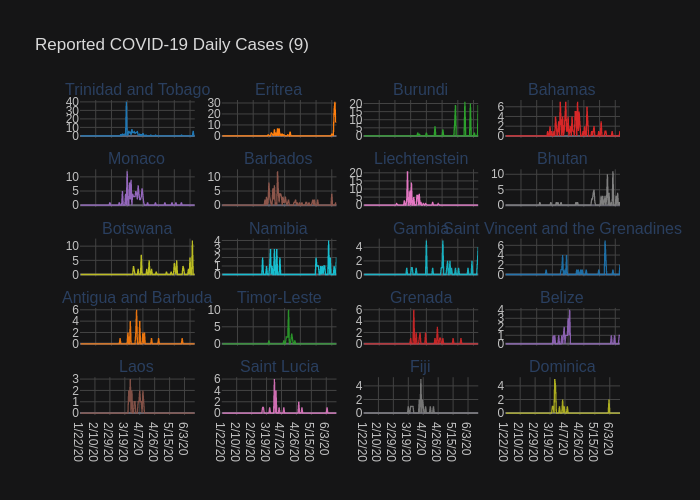 Reported COVID-19 Daily Cases (9)
Trinidad and Tobago Eritrea Burundi Bahamas
40 30 20 6
30 20 15 4
20 10 10 2
10 0 5 0
0 0
Monaco Barbados Liechtenstein Bhutan
10 10 20 10
5 5 15 5
0 0 10 0
5
0
Botswana Namibia Gambia Saint Vincent and the Grenadines
10 4 4 6
5 3 2 4
0 2 0 2
1 0
0
Antigua and Barbuda Timor-Leste Grenada Belize
6 10 6 4
4 5 4 3
2 0 2 2
0 0 1
0
Laos Saint Lucia Fiji Dominica
3 6 4 4
2 4 2 2
1 2 0 0
0 0
1/22/20 2/10/20 2/29/20 3/19/20 4/7/20 4/26/20 5/15/20 6/3/20 1/22/20 2/10/20 2/29/20 3/19/20 4/7/20 4/26/20 5/15/20 6/3/20 1/22/20 2/10/20 2/29/20 3/19/20 4/7/20 4/26/20 5/15/20 6/3/20 1/22/20 2/10/20 2/29/20 3/19/20 4/7/20 4/26/20 5/15/20 6/3/20